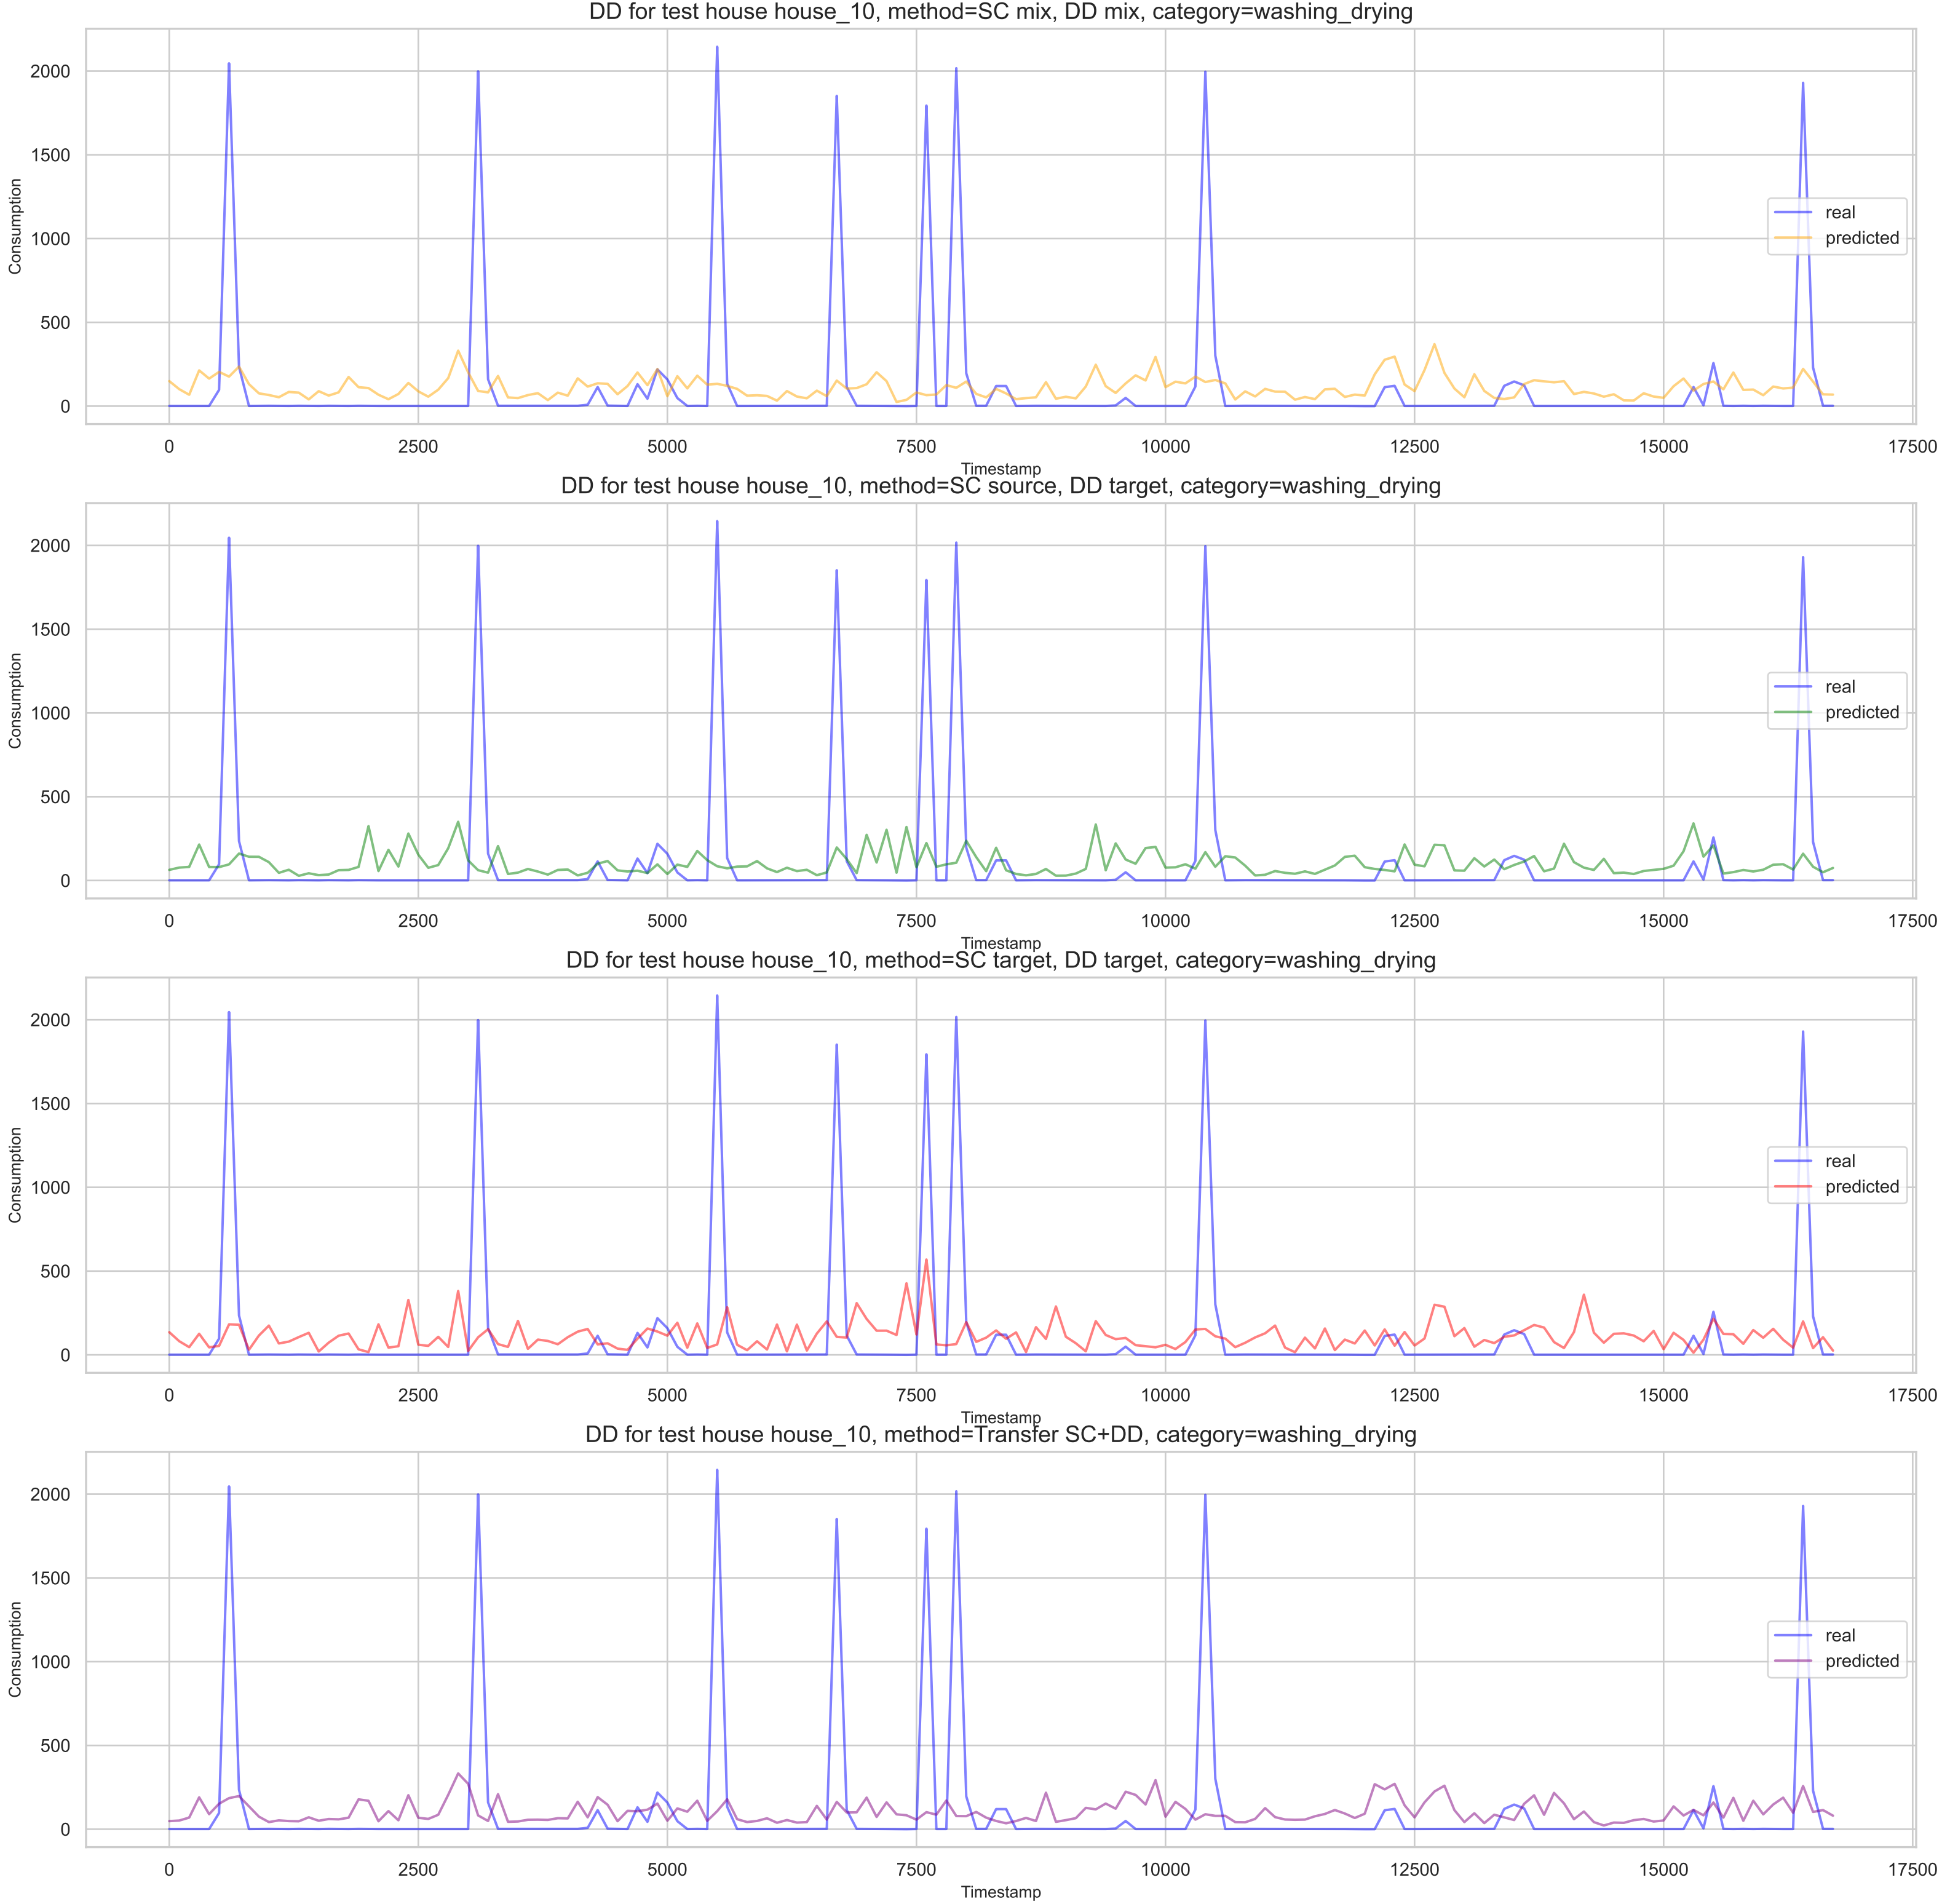 DD for test house house_10, method=SC mix, DD mix, category=washing_drying
2000
1500
1000
500
0
Consumption
real
predicted
0 2500 5000 7500 10000 12500 15000 17500
Timestamp
DD for test house house_10, method=SC source, DD target, category=washing_drying
2000
1500
1000
500
0
Consumption
real
predicted
0 2500 5000 7500 10000 12500 15000 17500
Timestamp
DD for test house house_10, method=SC target, DD target, category=washing_drying
2000
1500
1000
500
0
Consumption
real
predicted
0 2500 5000 7500 10000 12500 15000 17500
Timestamp
DD for test house house_10, method=Transfer SC+DD, category=washing_drying
2000
1500
1000
500
0
Consumption
real
predicted
0 2500 5000 7500 10000 12500 15000 17500
Timestamp